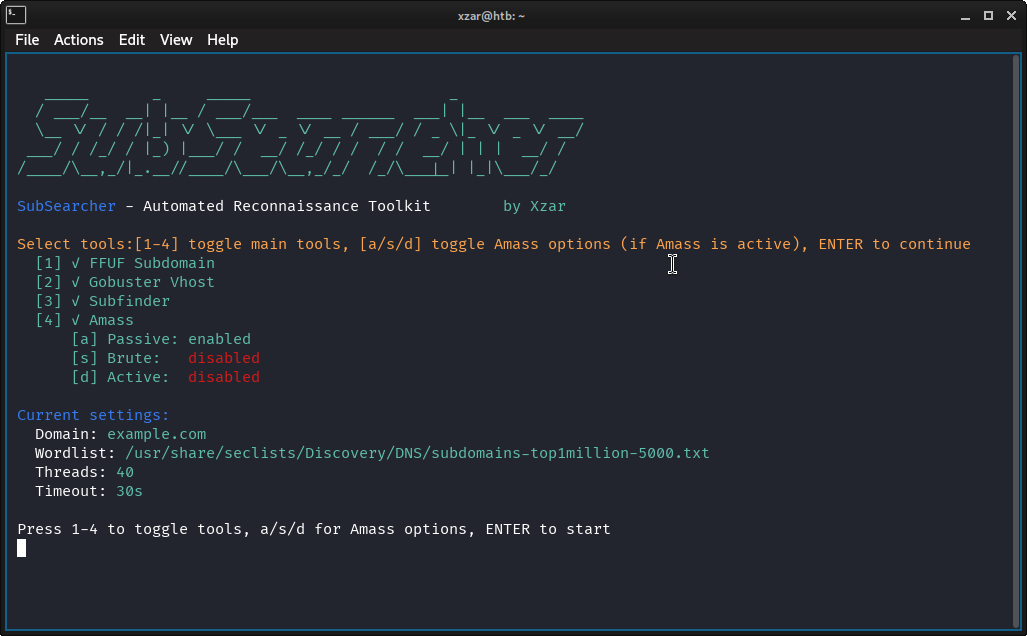 xzar@htb: ~
File Actions Edit View Help
SubSearcher
SubSearcher - Automated Reconnaissance Toolkit by Xzar
Select tools:[1-4] toggle main tools, [a/s/d] toggle Amass options (if Amass is active), ENTER to continue
[1] √ FFUF Subdomain
[2] √ Gobuster Vhost
[3] √ Subfinder
[4] √ Amass
[a] Passive: enabled
[s] Brute: disabled
[d] Active: disabled
Current settings:
Domain: example.com
Wordlist: /usr/share/seclists/Discovery/DNS/subdomains-top1million-5000.txt
Threads: 40
Timeout: 30s
Press 1-4 to toggle tools, a/s/d for Amass options, ENTER to start